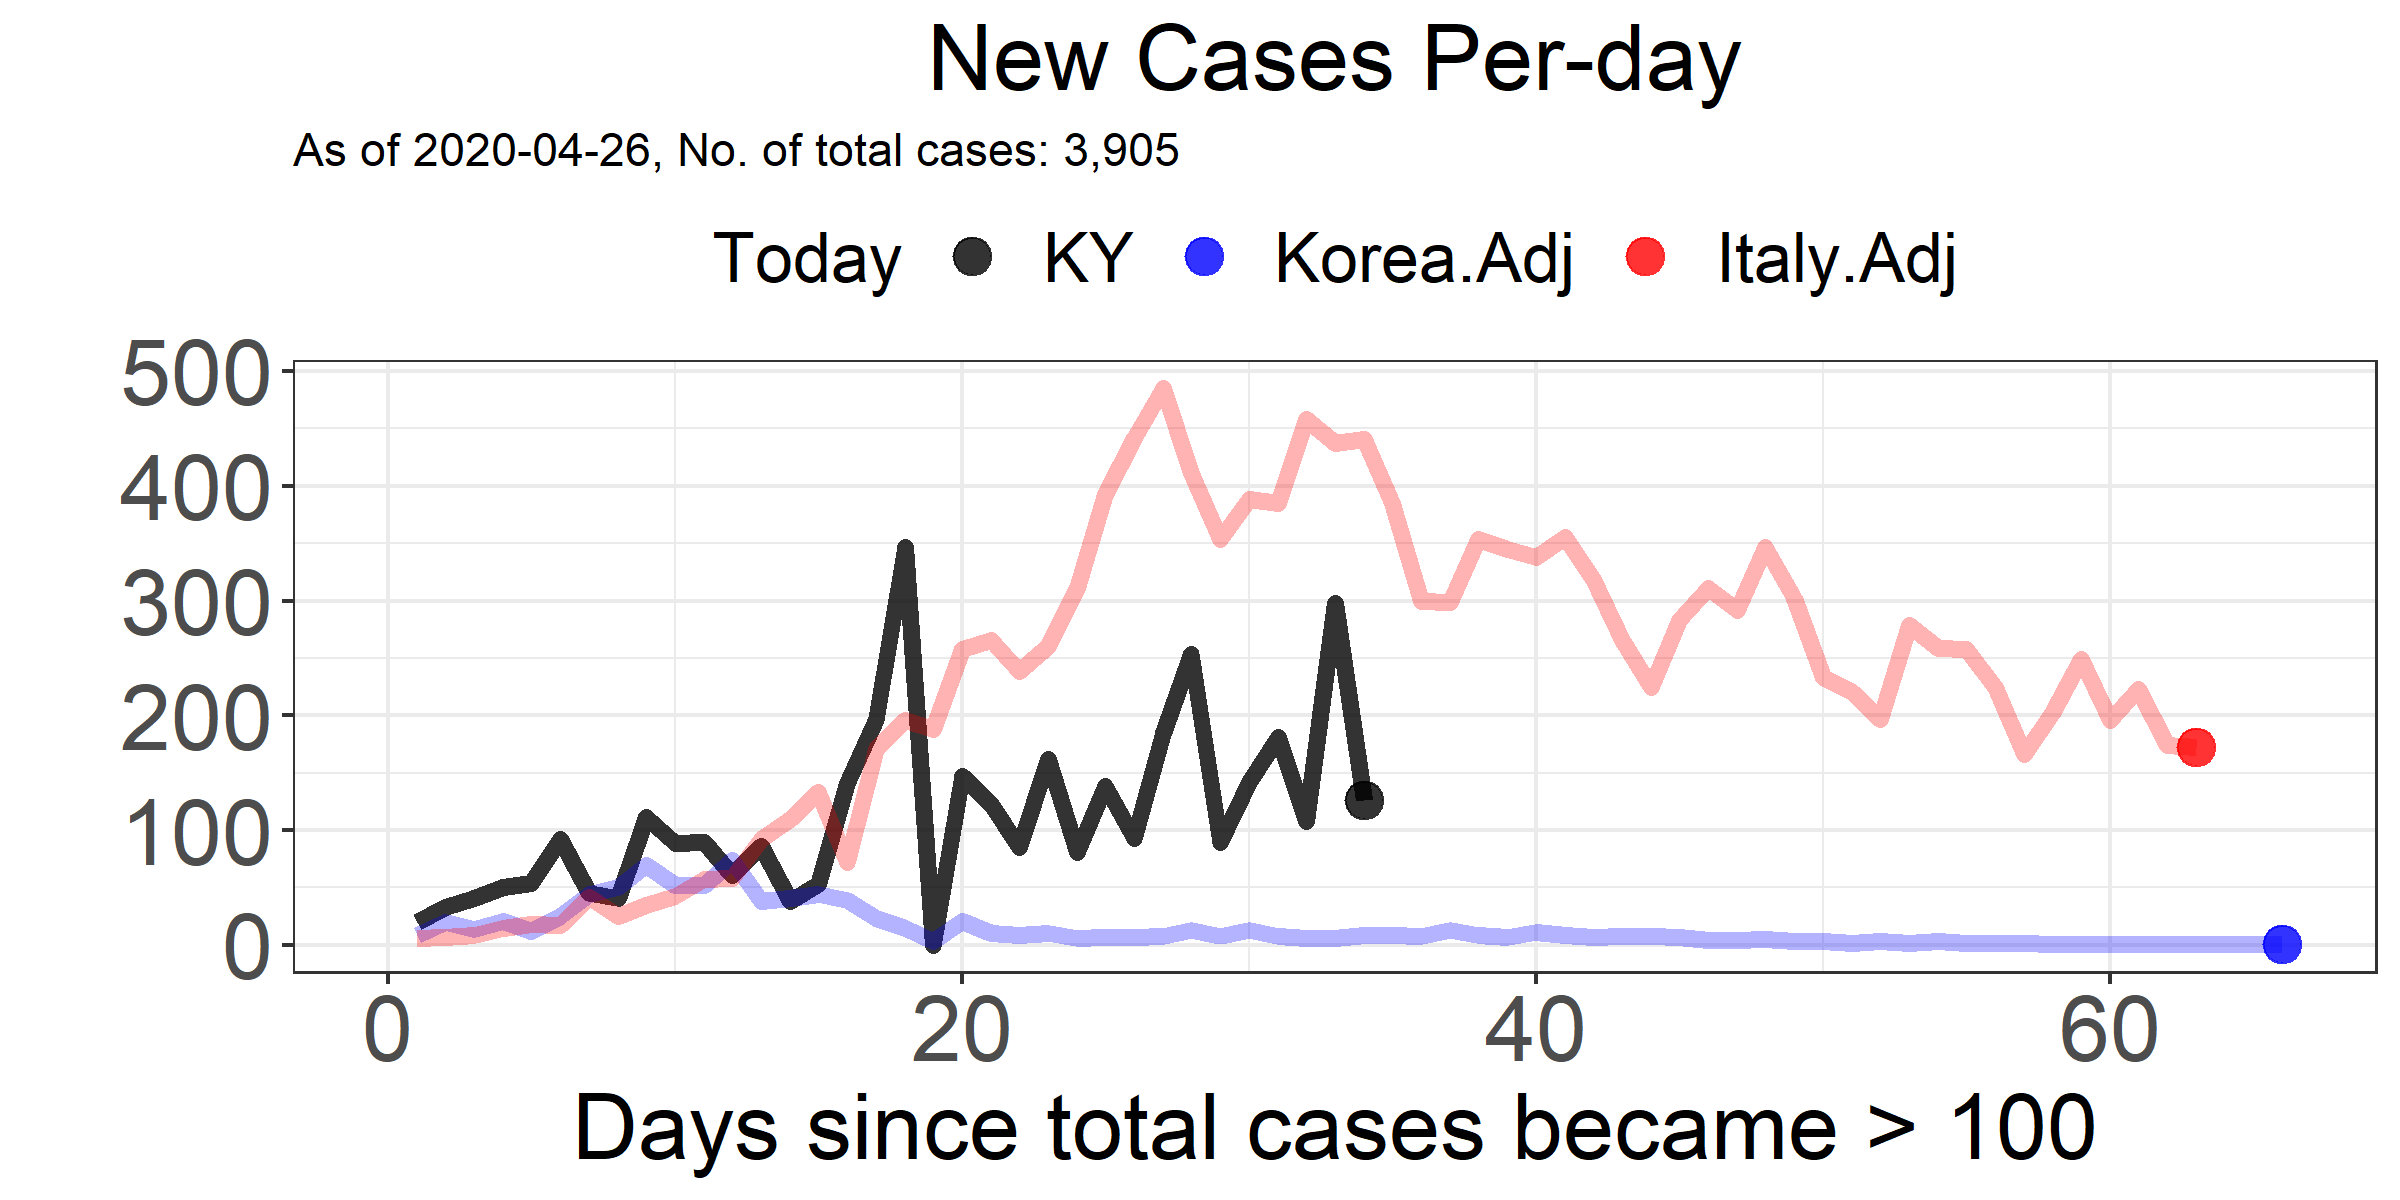 New Cases Per-day
As of 2020-04-26, No. of total cases: 3,905
Today KY Korea.Adj Italy.Adj
500
400
300
200
100
0
0 20 40 60
Days since total cases became > 100